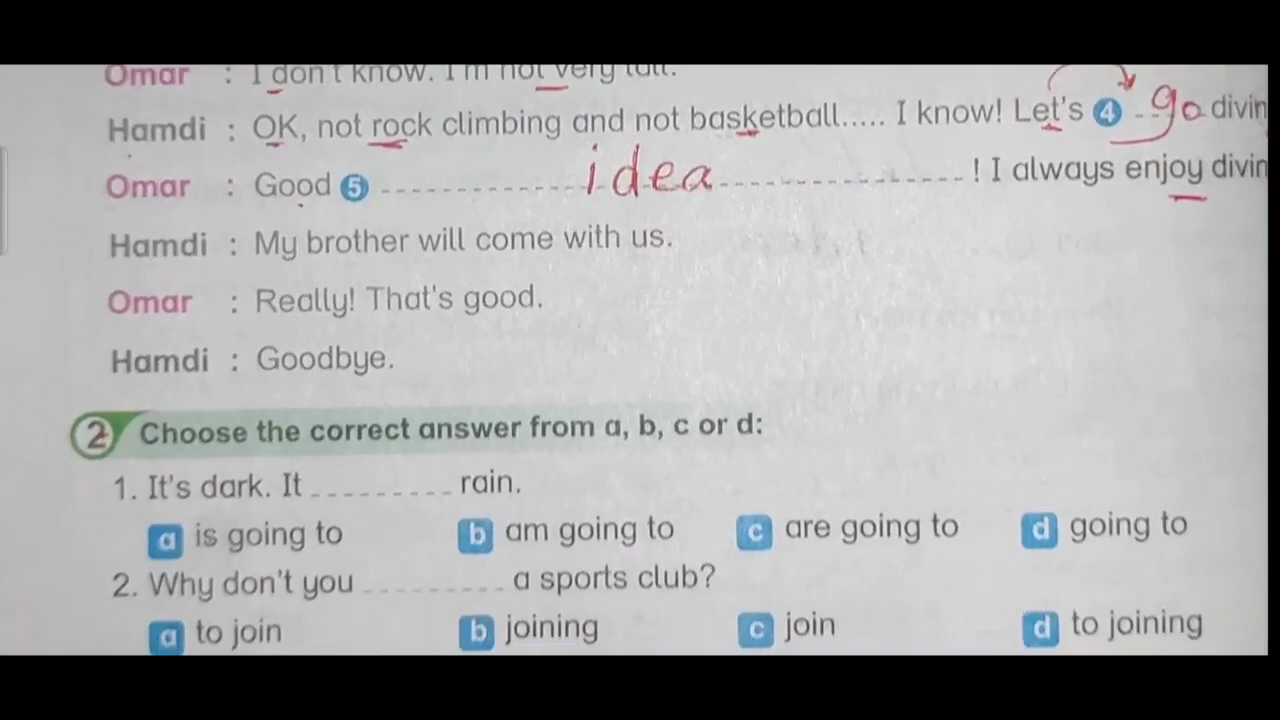 Omar : I don't know. I'm not very tall.
Hamdi : OK, not rock climbing and not basketball..... I know! Let's 4 go divin
Omar : Good 5 idea ! I always enjoy divin
Hamdi : My brother will come with us.
Omar : Really! That's good.
Hamdi : Goodbye.
2 Choose the correct answer from a, b, c or d:
1. It's dark. It _________ rain.
a is going to b am going to c are going to d going to
2. Why don't you _________ a sports club?
a to join b joining c join d to joining